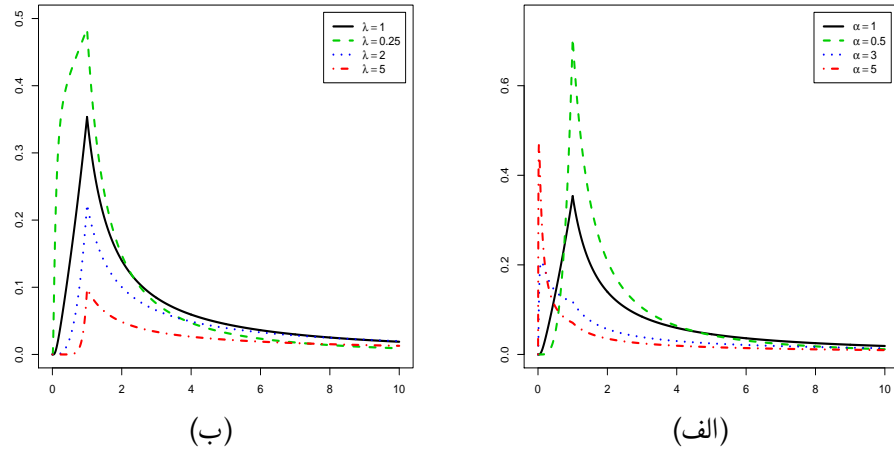 0.0
0.1
0.2
0.3
0.4
0.5
0
2
4
6
8
10
λ = 1
λ = 0.25
λ = 2
λ = 5
(ب)
0.0
0.2
0.4
0.6
0
2
4
6
8
10
α = 1
α = 0.5
α = 3
α = 5
(الف)